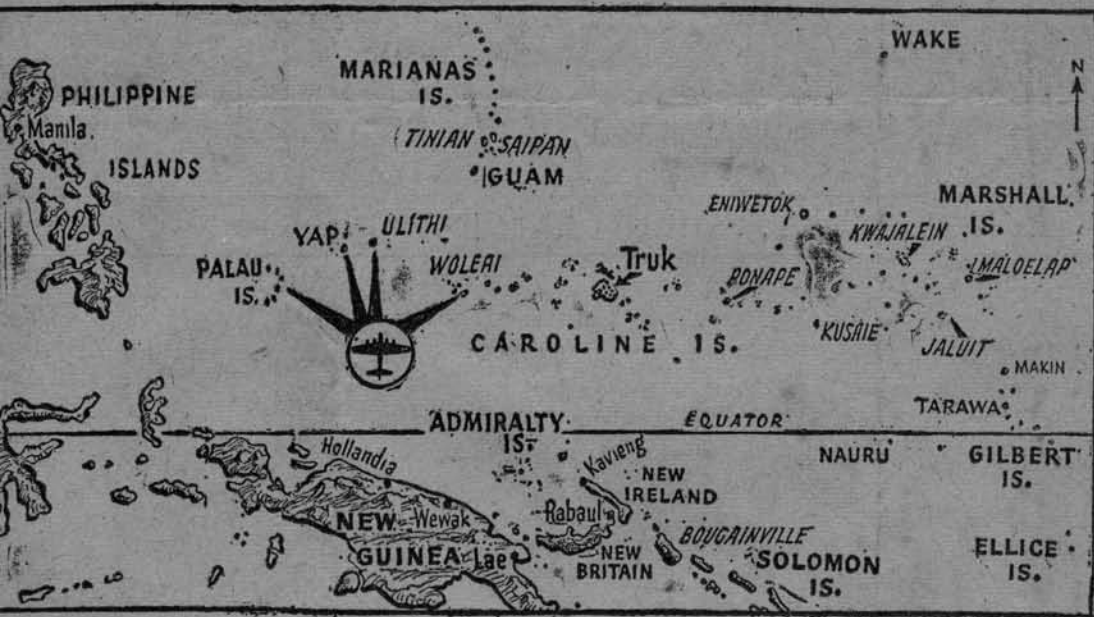 WAKE
MARIANAS
IS.
N
PHILIPPINE
Manila
ISLANDS
TINIAN
SAIPAN
GUAM
ENIWETOK
MARSHALL
IS.
KWAJALEIN
YAP
ULITHI
PALAU
IS.
WOLEAI
Truk
PONAPE
MALOELAP
CAROLINE IS.
KUSAIE
JALUIT
MAKIN
TARAWA
ADMIRALTY
IS.
EQUATOR
Hollandia
Kavieng
NAURU
GILBERT
IS.
NEW
IRELAND
NEW
Wewak
Rabaul
BOUGAINVILLE
GUINEA
Lae
NEW
BRITAIN
SOLOMON
IS.
ELLICE
IS.